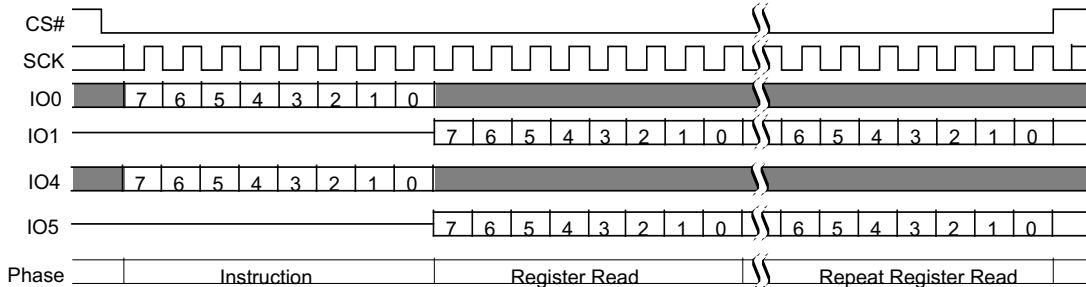 CS#
SCK
IO0 7 6 5 4 3 2 1 0
IO1 7 6 5 4 3 2 1 0 6 5 4 3 2 1 0
IO4 7 6 5 4 3 2 1 0
IO5 7 6 5 4 3 2 1 0 6 5 4 3 2 1 0
Phase Instruction Register Read Repeat Register Read